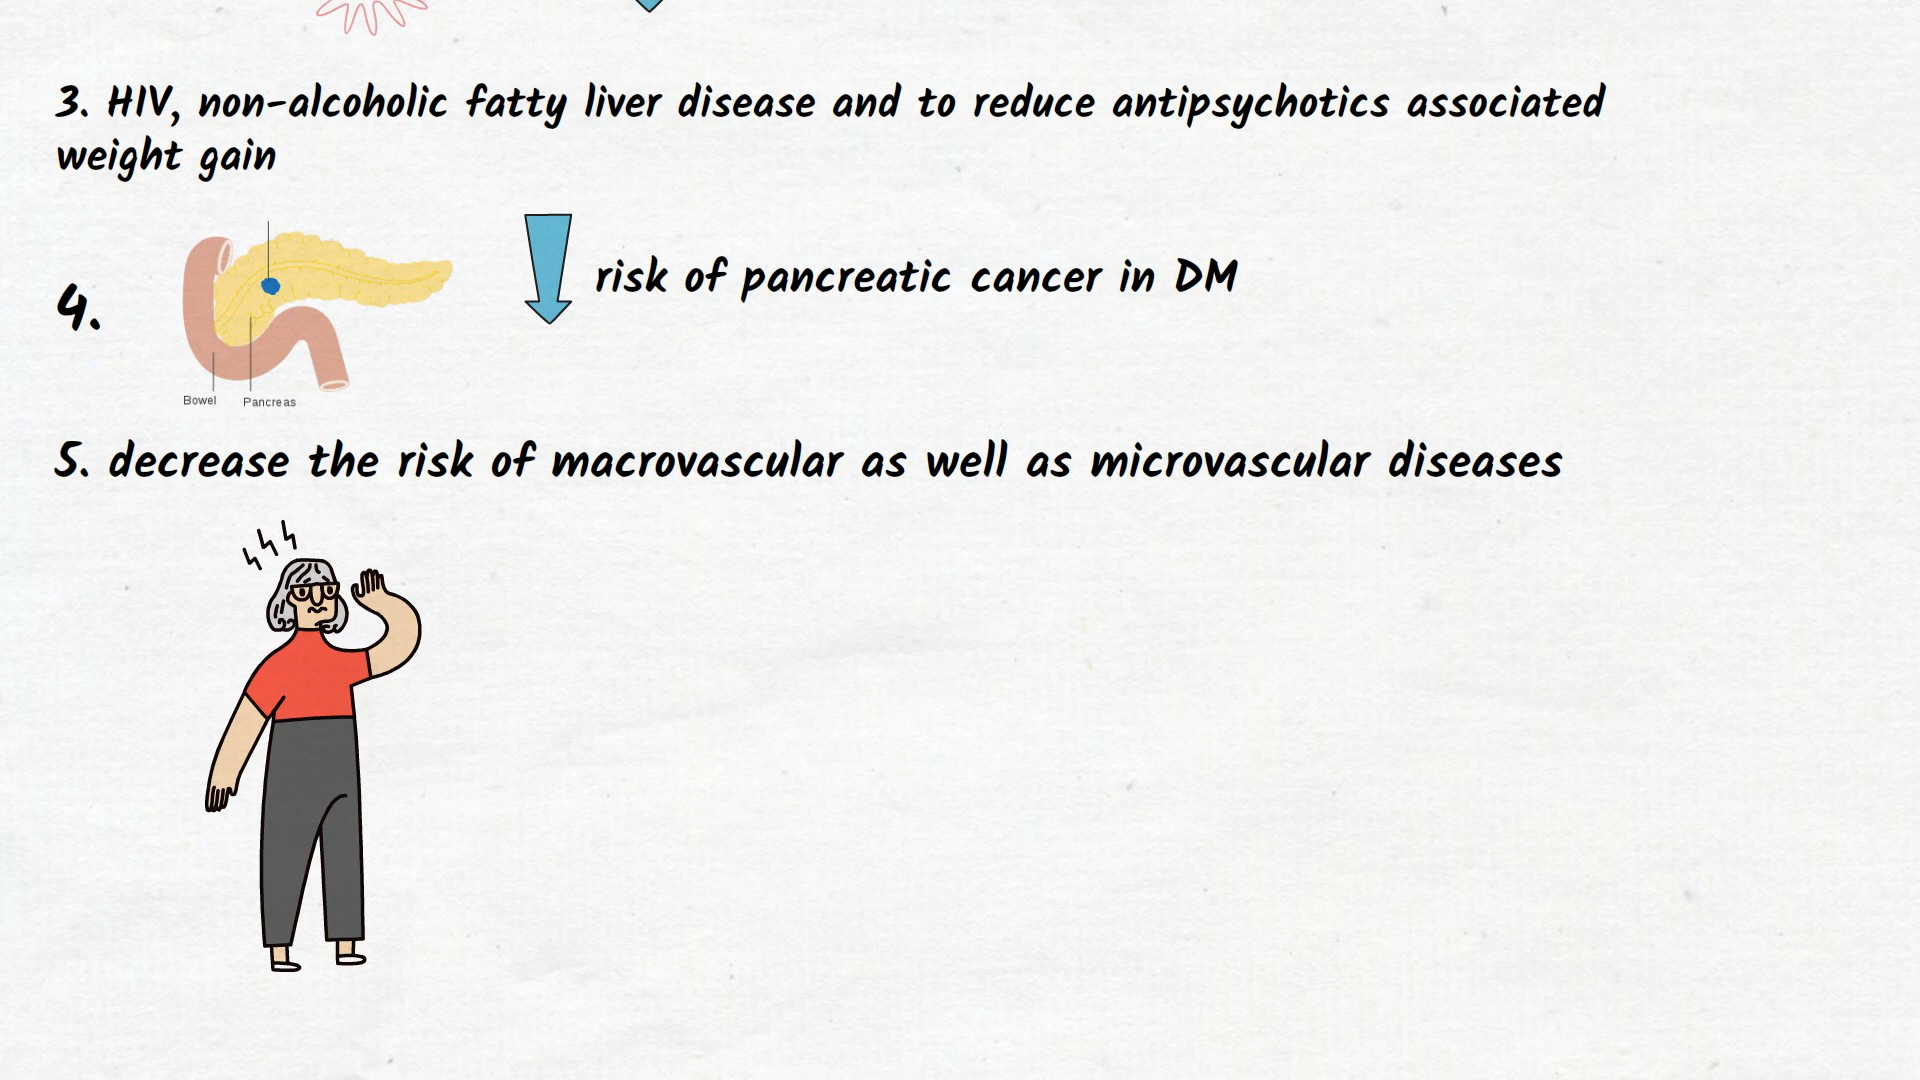 3. HIV, non-alcoholic fatty liver disease and to reduce antipsychotics associated
weight gain
4.
risk of pancreatic cancer in DM
Bowel
Pancreas
5. decrease the risk of macrovascular as well as microvascular diseases